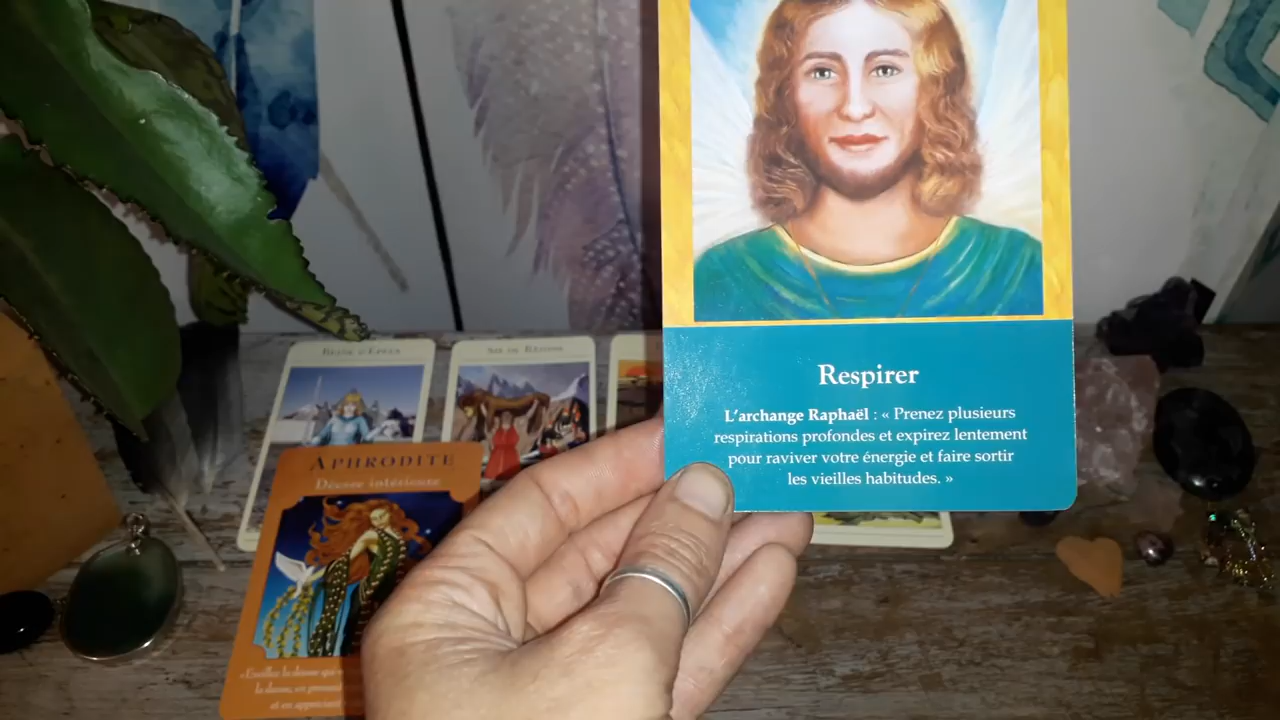 Respirer
L'archange Raphaël : « Prenez plusieurs
respirations profondes et expirez lentement
pour raviver votre énergie et faire sortir
les vieilles habitudes. »
APHRODITE
Déesse intérieure